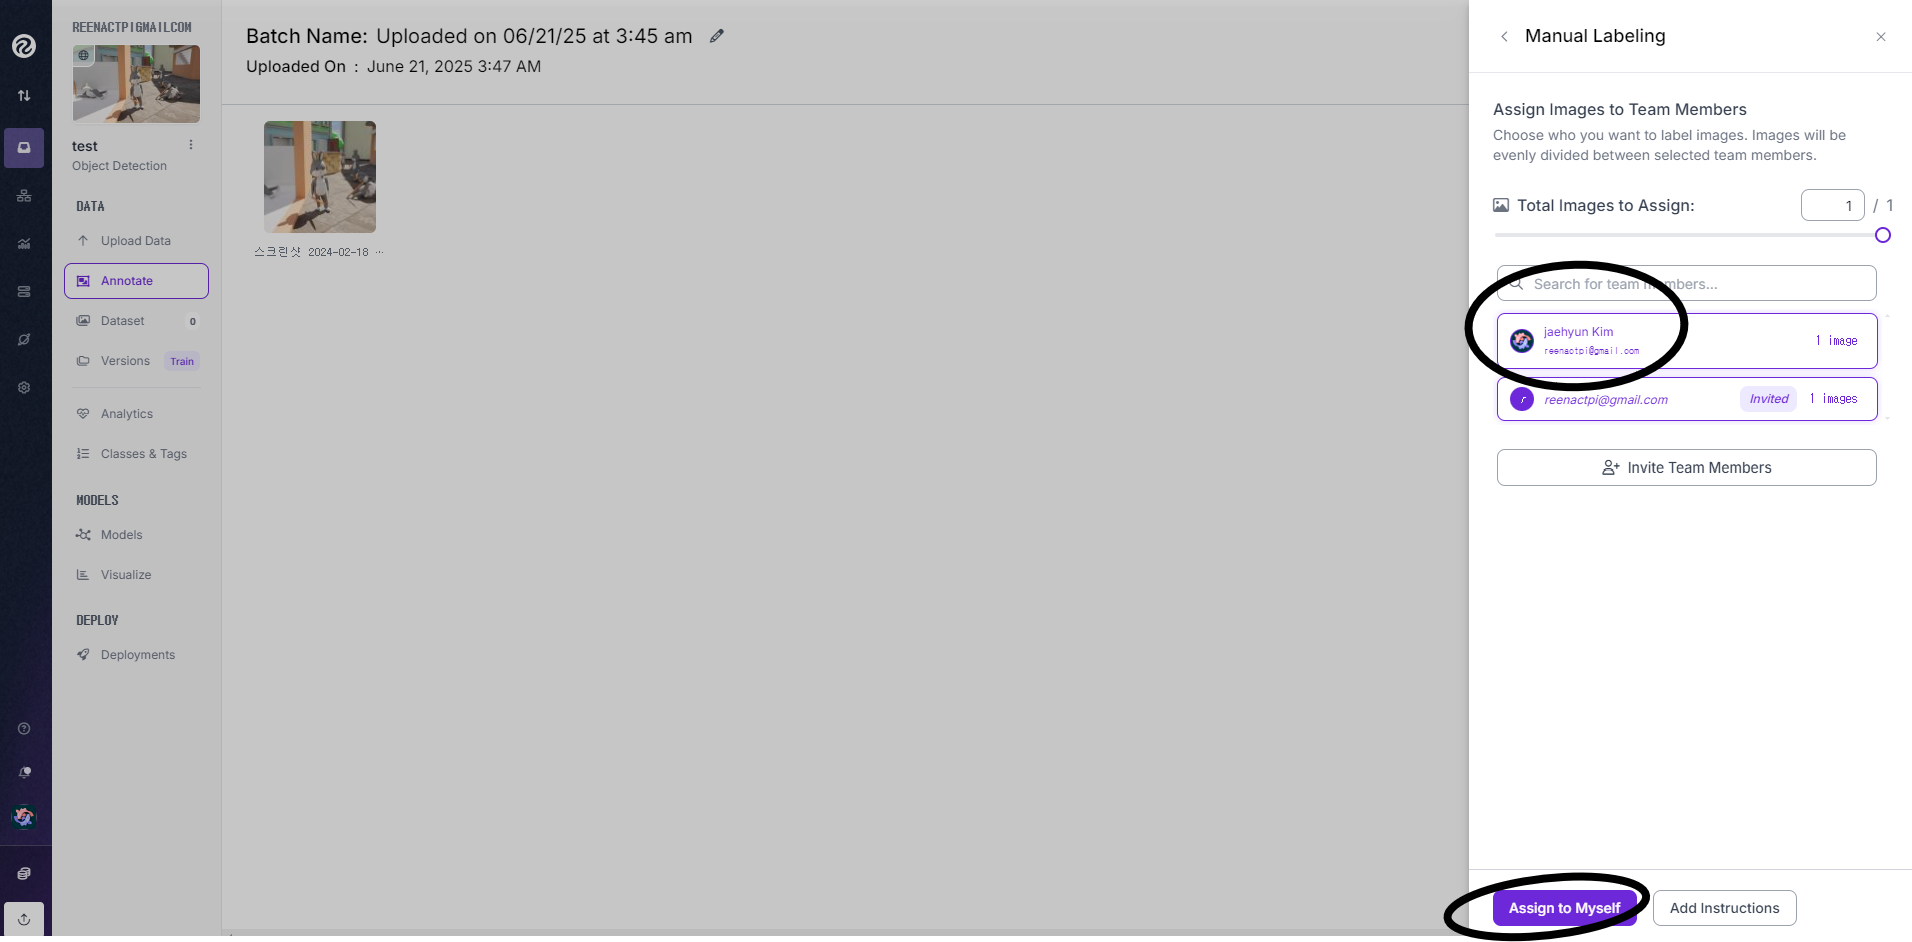 REENACTPIGMAILCOM
test
Object Detection
DATA
Upload Data
Annotate
Dataset 0
Versions Train
Analytics
Classes & Tags
MODELS
Models
Visualize
DEPLOY
Deployments
Batch Name: Uploaded on 06/21/25 at 3:45 am
Uploaded On : June 21, 2025 3:47 AM
스크린샷 2024-02-18 ...
Manual Labeling
Assign Images to Team Members
Choose who you want to label images. Images will be
evenly divided between selected team members.
Total Images to Assign: 1 / 1
Search for team members...
jaehyun Kim
reenactpi@gmail.com
1 image
r reenactpi@gmail.com Invited 1 images
Invite Team Members
Assign to Myself Add Instructions